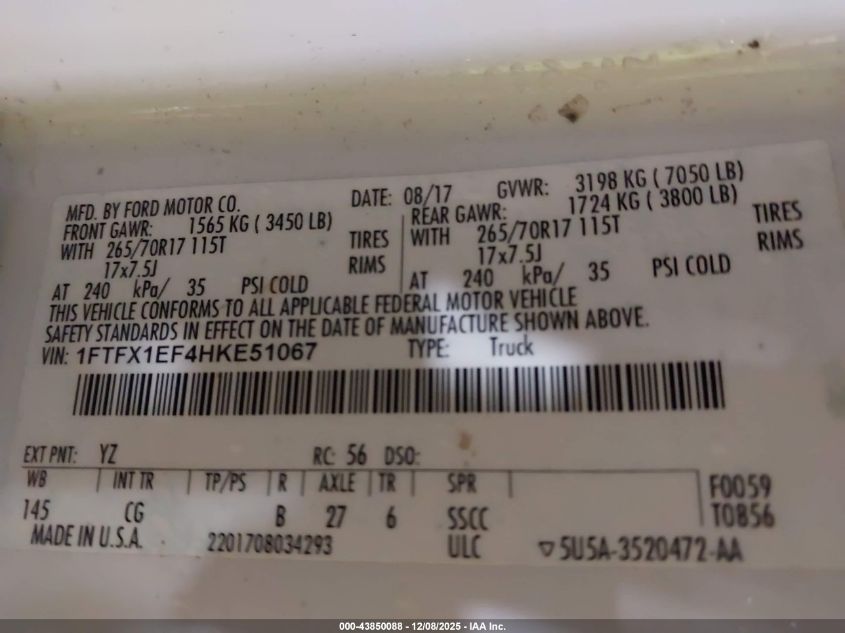 MFD. BY FORD MOTOR CO. DATE: 08/17 GVWR: 3198 KG ( 7050 LB)
FRONT GAWR: 1565 KG ( 3450 LB) REAR GAWR: 1724 KG ( 3800 LB)
WITH 265/70R17 115T TIRES WITH 265/70R17 115T TIRES
17x7.5J RIMS 17x7.5J RIMS
AT 240 kPa/ 35 PSI COLD AT 240 kPa/ 35 PSI COLD
THIS VEHICLE CONFORMS TO ALL APPLICABLE FEDERAL MOTOR VEHICLE
SAFETY STANDARDS IN EFFECT ON THE DATE OF MANUFACTURE SHOWN ABOVE.
VIN: 1FTFX1EF4HKE51067 TYPE: Truck
EXT PNT: YZ RC: 56 DSO:
WB INT TR TP/PS R AXLE TR SPR F0059
145 CG B 27 6 SSCC T0856
MADE IN U.S.A. 2201708034293 ULC ▽5U5A-3520472-AA
000-43850088 - 12/08/2025 - IAA Inc.